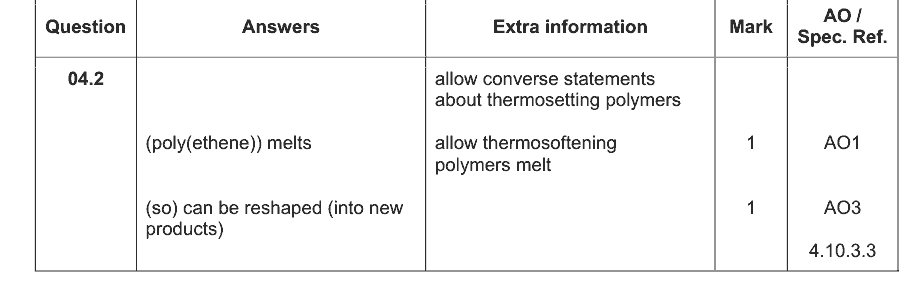 Question Answers Extra information Mark AO /
Spec. Ref.
04.2 allow converse statements
about thermosetting polymers
(poly(ethene)) melts allow thermosoftening 1 AO1
polymers melt
(so) can be reshaped (into new 1 AO3
products)
4.10.3.3